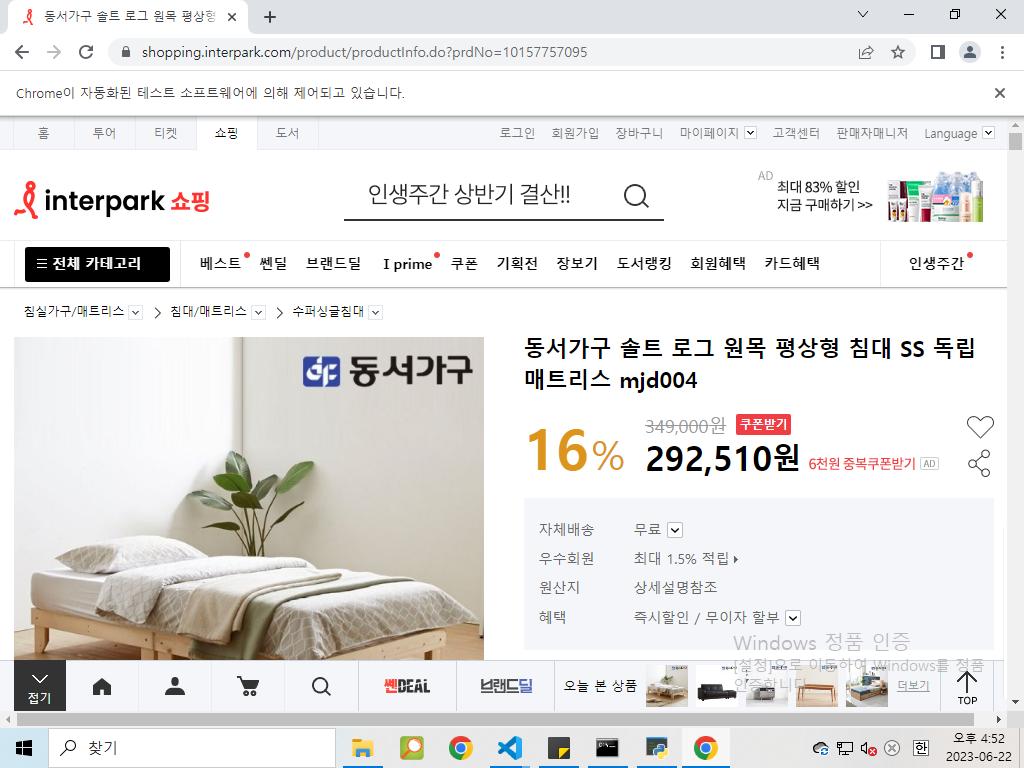 동서가구 솔트 로그 원목 평상형
shopping.interpark.com/product/productInfo.do?prdNo=10157757095
Chrome이 자동화된 테스트 소프트웨어에 의해 제어되고 있습니다.
홈 투어 티켓 쇼핑 도서 로그인 회원가입 장바구니 마이페이지 고객센터 판매자매니저 Language
interpark 쇼핑
인생주간 상반기 결산!!
AD 최대 83% 할인
지금 구매하기 >>
전체 카테고리 베스트 쎈딜 브랜드딜 I prime 쿠폰 기획전 장보기 도서랭킹 회원혜택 카드혜택 인생주간
침실가구/매트리스 침대/매트리스 수퍼싱글침대
동서가구
동서가구 솔트 로그 원목 평상형 침대 SS 독립
매트리스 mjd004
349,000원 쿠폰받기
16% 292,510원 6천원 중복쿠폰받기 AD
자체배송 무료
우수회원 최대 1.5% 적립
원산지 상세설명참조
혜택 즉시할인 / 무이자 할부
Windows 정품 인증
[설정]으로 이동하여 Windows를 정품
인증합니다.
접기 쎈DEAL 브랜드딜 오늘 본 상품 더보기 TOP
찾기
한 오후 4:52
2023-06-22